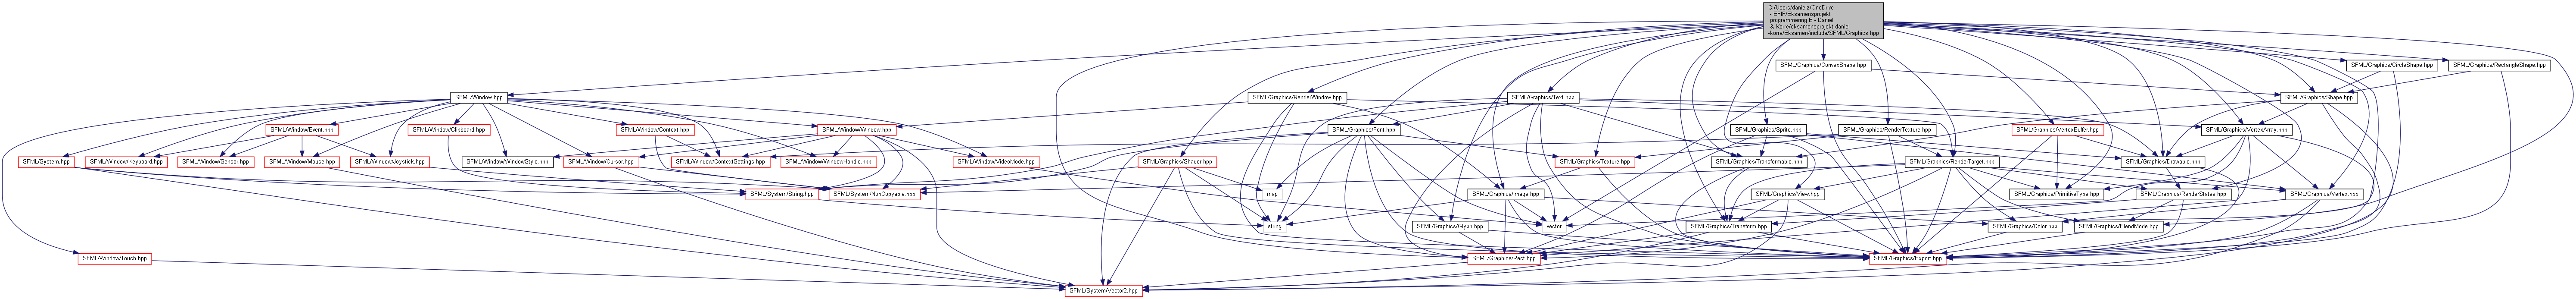 C:/Users/danielz/OneDrive
- EFIF/Eksamensprojekt
programmering B - Daniel
& Korre/eksamensprojekt-daniel
-korre/Eksamen/include/SFML/Graphics.hpp
SFML/Graphics/ConvexShape.hpp
SFML/Graphics/CircleShape.hpp
SFML/Graphics/RectangleShape.hpp
SFML/Window.hpp
SFML/Graphics/RenderWindow.hpp
SFML/Graphics/Text.hpp
SFML/Graphics/Shape.hpp
SFML/Window/Event.hpp
SFML/Window/Clipboard.hpp
SFML/Window/Context.hpp
SFML/Window/Window.hpp
SFML/Graphics/Font.hpp
SFML/Graphics/Sprite.hpp
SFML/Graphics/RenderTexture.hpp
SFML/Graphics/VertexBuffer.hpp
SFML/Graphics/VertexArray.hpp
SFML/System.hpp
SFML/Window/Keyboard.hpp
SFML/Window/Sensor.hpp
SFML/Window/Mouse.hpp
SFML/Window/Joystick.hpp
SFML/Window/WindowStyle.hpp
SFML/Window/Cursor.hpp
SFML/Window/ContextSettings.hpp
SFML/Window/WindowHandle.hpp
SFML/Window/VideoMode.hpp
SFML/Graphics/Shader.hpp
SFML/Graphics/Texture.hpp
SFML/Graphics/Transformable.hpp
SFML/Graphics/RenderTarget.hpp
SFML/Graphics/Drawable.hpp
SFML/System/String.hpp
SFML/System/NonCopyable.hpp
map
SFML/Graphics/Image.hpp
SFML/Graphics/View.hpp
SFML/Graphics/PrimitiveType.hpp
SFML/Graphics/RenderStates.hpp
SFML/Graphics/Vertex.hpp
string
SFML/Graphics/Glyph.hpp
vector
SFML/Graphics/Transform.hpp
SFML/Graphics/Color.hpp
SFML/Graphics/BlendMode.hpp
SFML/Window/Touch.hpp
SFML/Graphics/Rect.hpp
SFML/Graphics/Export.hpp
SFML/System/Vector2.hpp